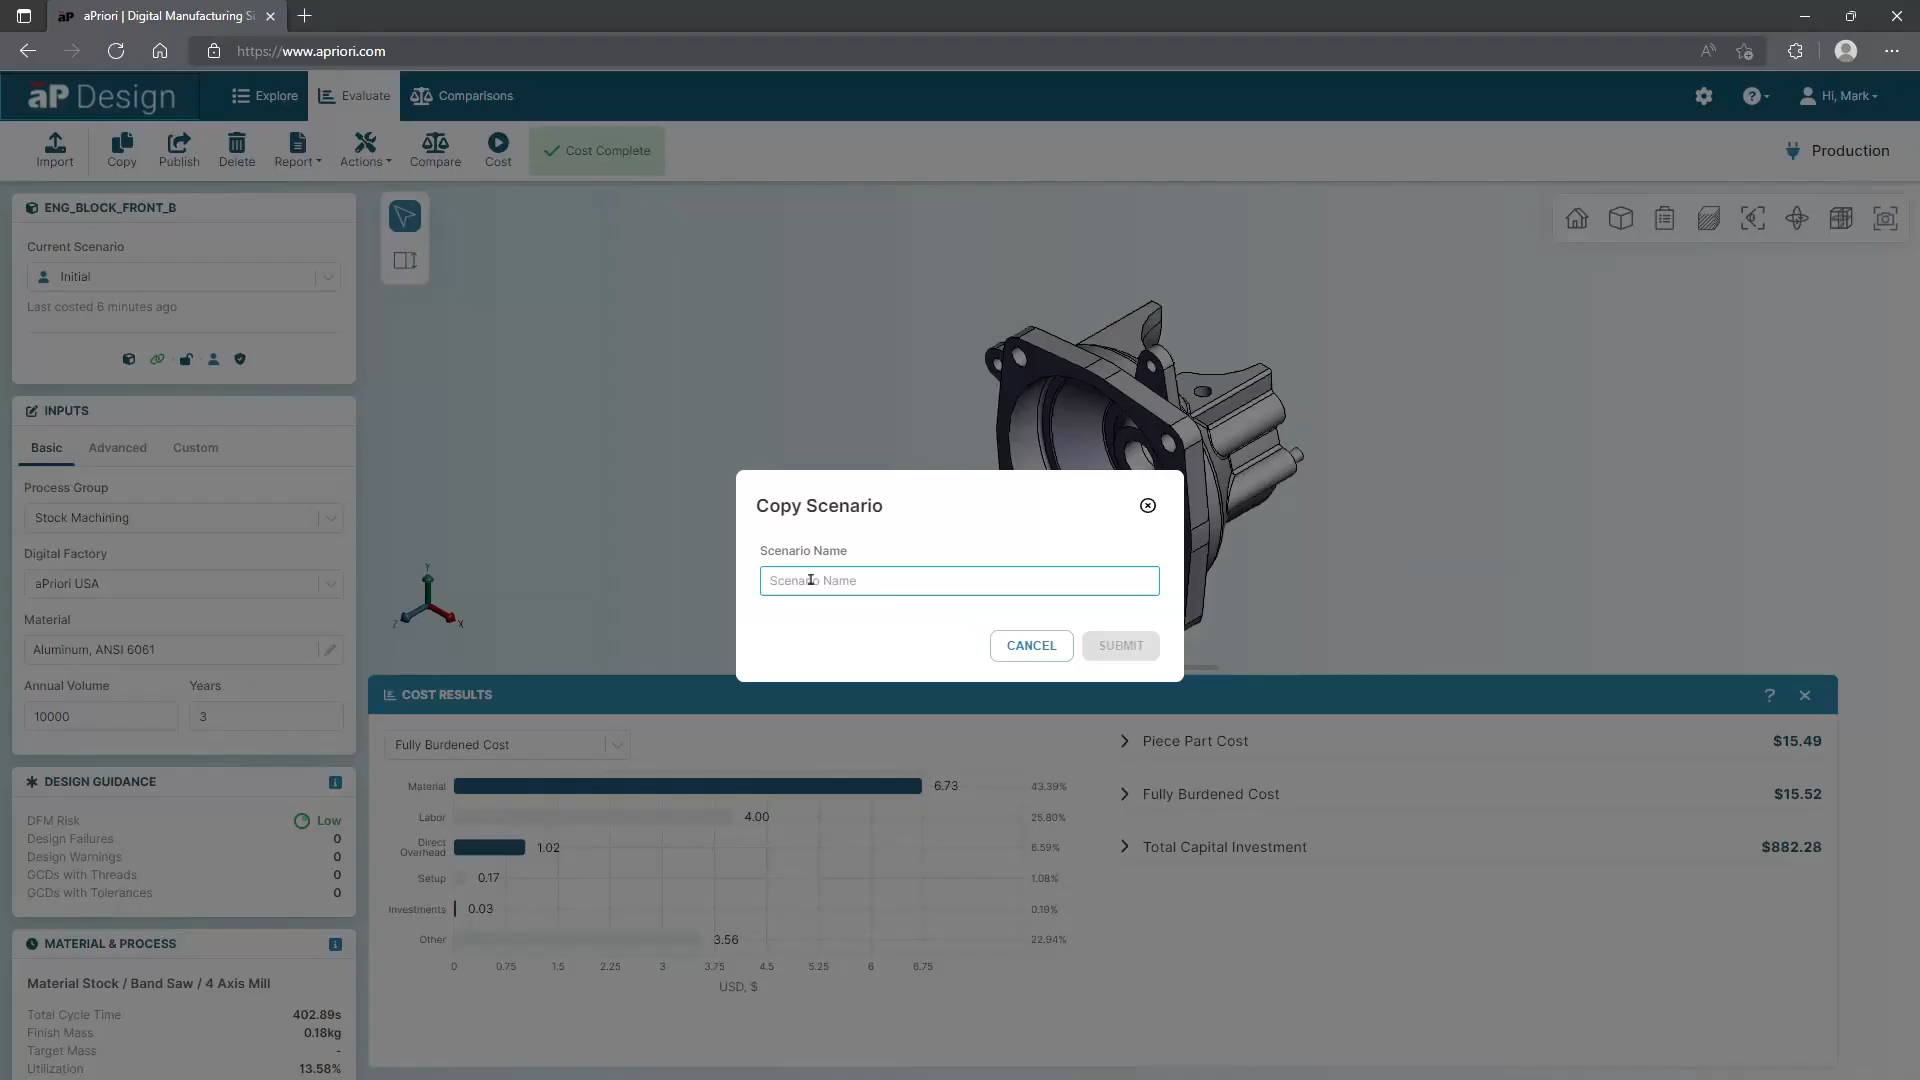 aPriori | Digital Manufacturing Si
https://www.apriori.com
aP Design
Explore
Evaluate
Comparisons
Hi, Mark
Import
Copy
Publish
Delete
Report
Actions
Compare
Cost
Cost Complete
Production
ENG_BLOCK_FRONT_B
Current Scenario
Initial
Last costed 6 minutes ago
INPUTS
Basic Advanced Custom
Process Group
Stock Machining
Digital Factory
aPriori USA
Material
Aluminum, ANSI 6061
Annual Volume Years
10000 3
DESIGN GUIDANCE
DFM Risk Low
Design Failures 0
Design Warnings 0
GCDs with Threads 0
GCDs with Tolerances 0
MATERIAL & PROCESS
Material Stock / Band Saw / 4 Axis Mill
Total Cycle Time 402.89s
Finish Mass 0.18kg
Target Mass -
Utilization 13.58%
Y
Z
X
Copy Scenario
Scenario Name
Scenario Name
CANCEL
SUBMIT
COST RESULTS
?
Fully Burdened Cost
Material 6.73 43.39%
Labor 4.00 25.80%
Direct
Overhead 1.02 6.59%
Setup 0.17 1.08%
Investments 0.03 0.19%
Other 3.56 22.94%
0 0.75 1.5 2.25 3 3.75 4.5 5.25 6 6.75
USD, $
Piece Part Cost $15.49
Fully Burdened Cost $15.52
Total Capital Investment $882.28